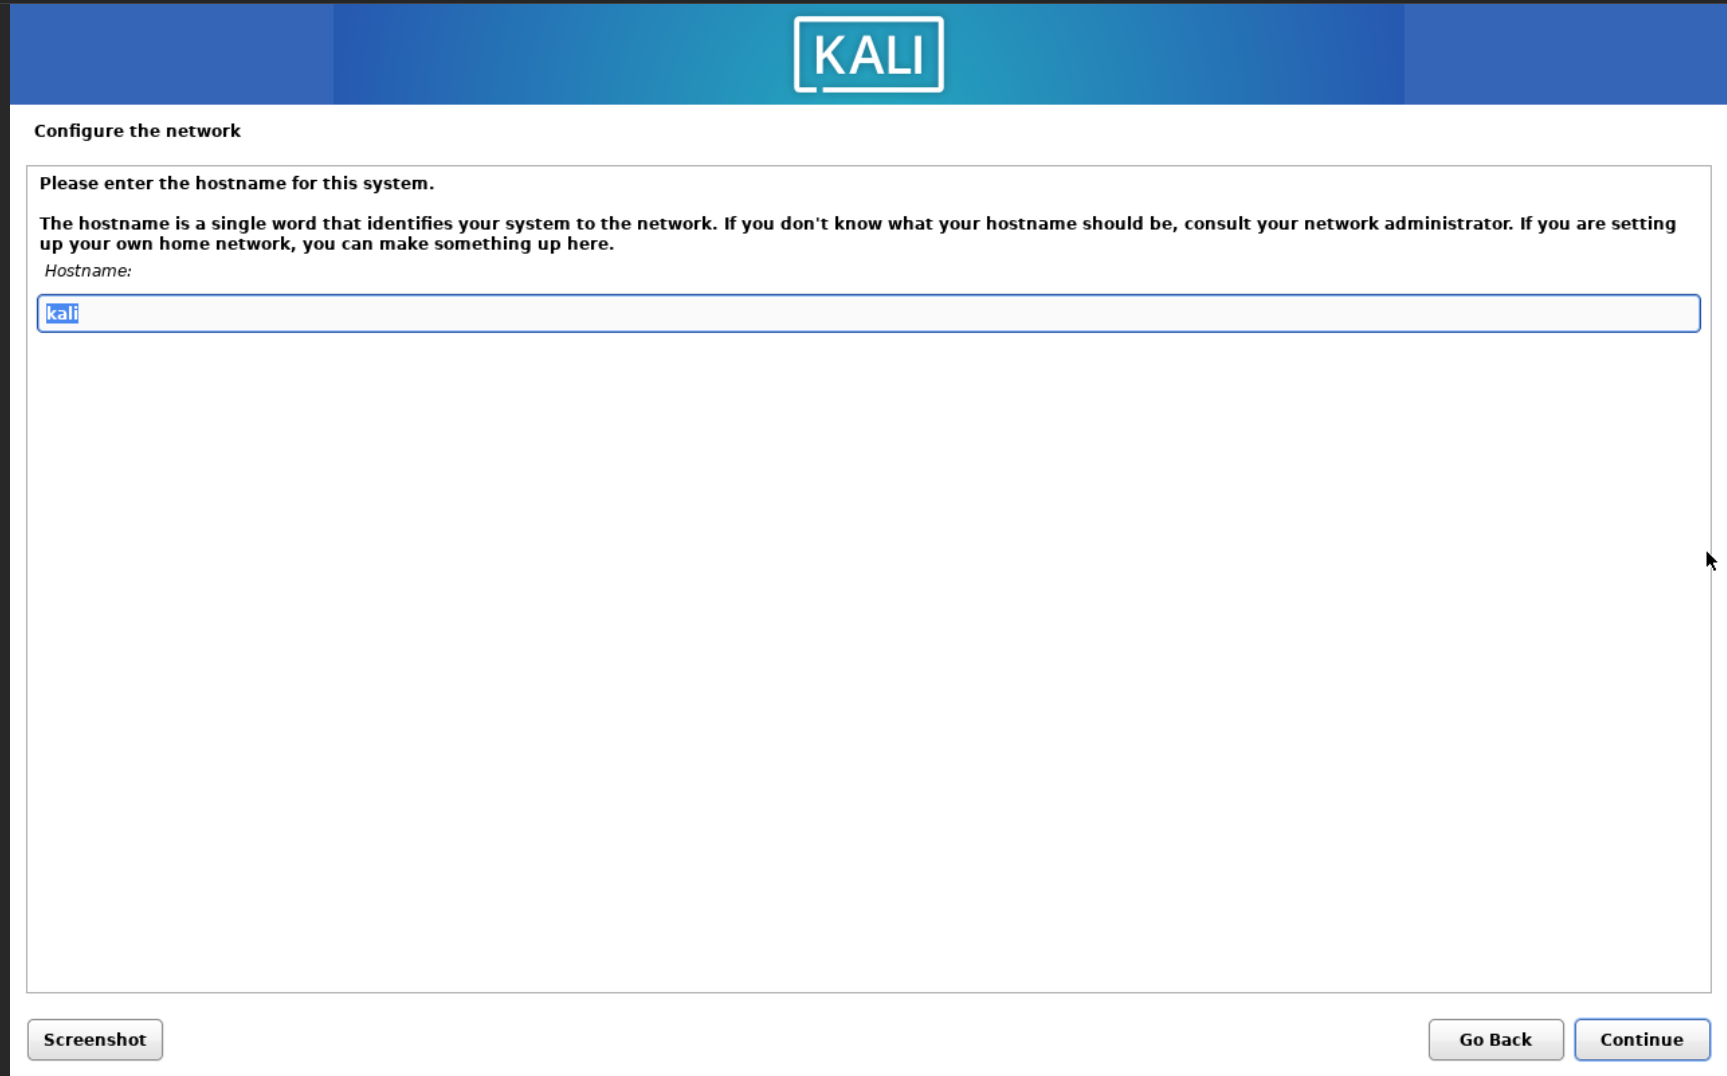 KALI
Configure the network
Please enter the hostname for this system.
The hostname is a single word that identifies your system to the network. If you don't know what your hostname should be, consult your network administrator. If you are setting
up your own home network, you can make something up here.
Hostname:
kali
Screenshot
Go Back
Continue